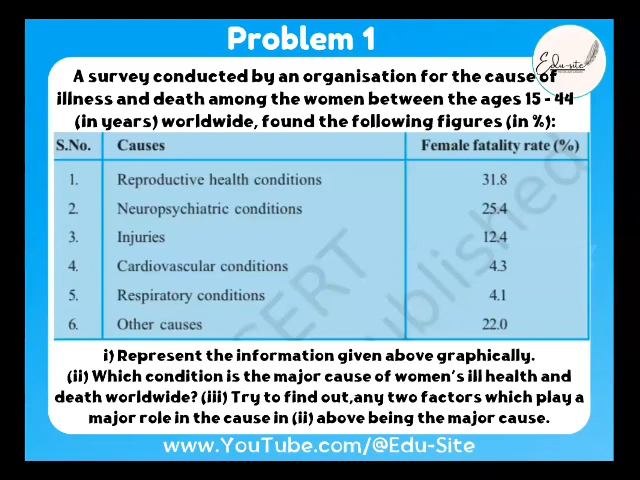 Problem 1
Edu-site
A survey conducted by an organisation for the cause of
illness and death among the women between the ages 15 - 44
(in years) worldwide, found the following figures (in %):
S.No. Causes Female fatality rate (%)
1. Reproductive health conditions 31.8
2. Neuropsychiatric conditions 25.4
3. Injuries 12.4
4. Cardiovascular conditions 4.3
5. Respiratory conditions 4.1
6. Other causes 22.0
i) Represent the information given above graphically.
(ii) Which condition is the major cause of women's ill health and
death worldwide? (iii) Try to find out, any two factors which play a
major role in the cause in (ii) above being the major cause.
www.YouTube.com/@Edu-Site